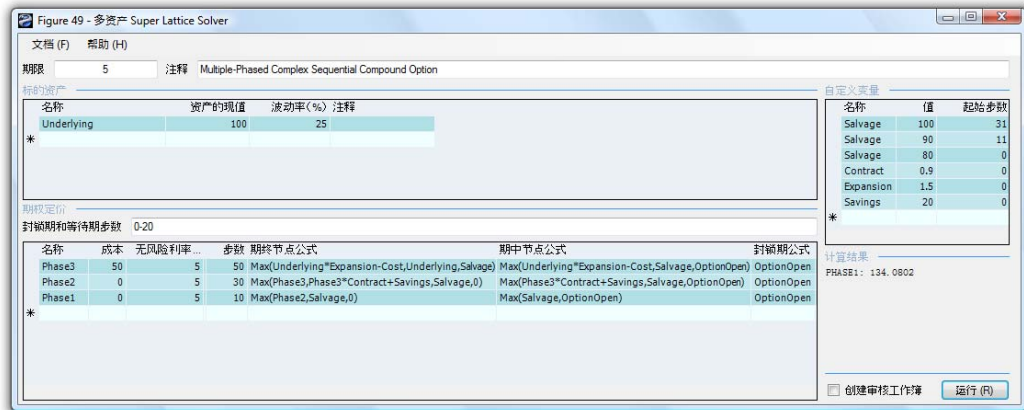 Figure 49 - 多资产 Super Lattice Solver
文档 (F) 帮助 (H)
期限 5 注释 Multiple-Phased Complex Sequential Compound Option
标的资产
名称 资产的现值 波动率(%) 注释
Underlying 100 25
*
自定义变量
名称 值 起始步数
Salvage 100 31
Salvage 90 11
Salvage 80 0
Contract 0.9 0
Expansion 1.5 0
Savings 20 0
*
期权定价
封锁期和等待期步数 0-20
名称 成本 无风险利率... 步数 期终节点公式 期中节点公式 封锁期公式
Phase3 50 5 50 Max(Underlying*Expansion-Cost,Underlying,Salvage) Max(Underlying*Expansion-Cost,Salvage,OptionOpen) OptionOpen
Phase2 0 5 30 Max(Phase3,Phase3*Contract+Savings,Salvage,0) Max(Phase3*Contract+Savings,Salvage,OptionOpen) OptionOpen
Phase1 0 5 10 Max(Phase2,Salvage,0) Max(Salvage,OptionOpen) OptionOpen
*
计算结果
PHASE1: 134.0802
创建审核工作簿 运行 (R)